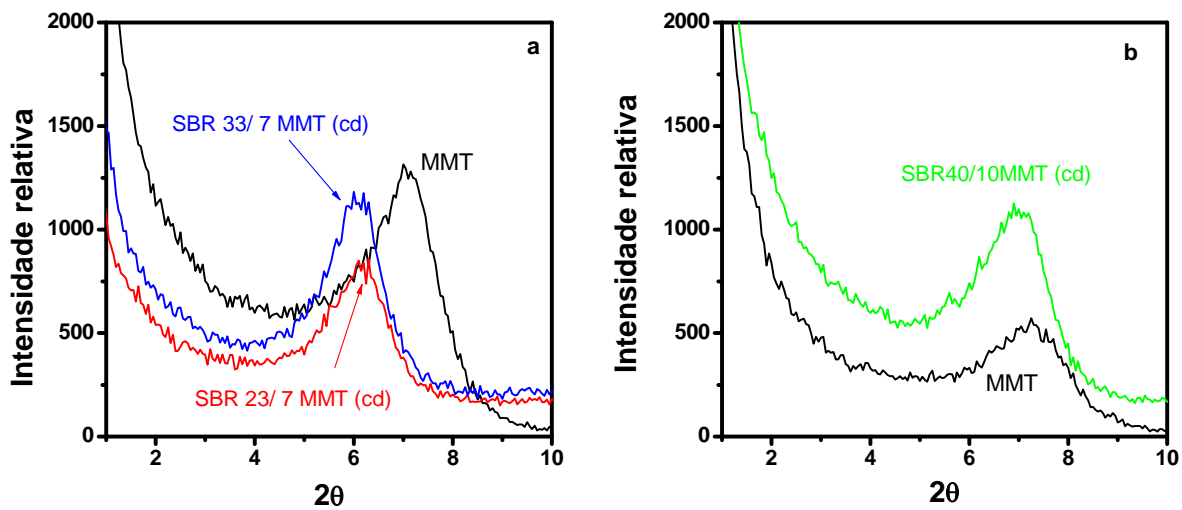 a
SBR 33/ 7 MMT (cd)
MMT
SBR 23/ 7 MMT (cd)
Intensidade relativa
2000
1500
1000
500
0
2
4
6
8
10
2θ
b
SBR40/10MMT (cd)
MMT
Intensidade relativa
2000
1500
1000
500
0
2
4
6
8
10
2θ